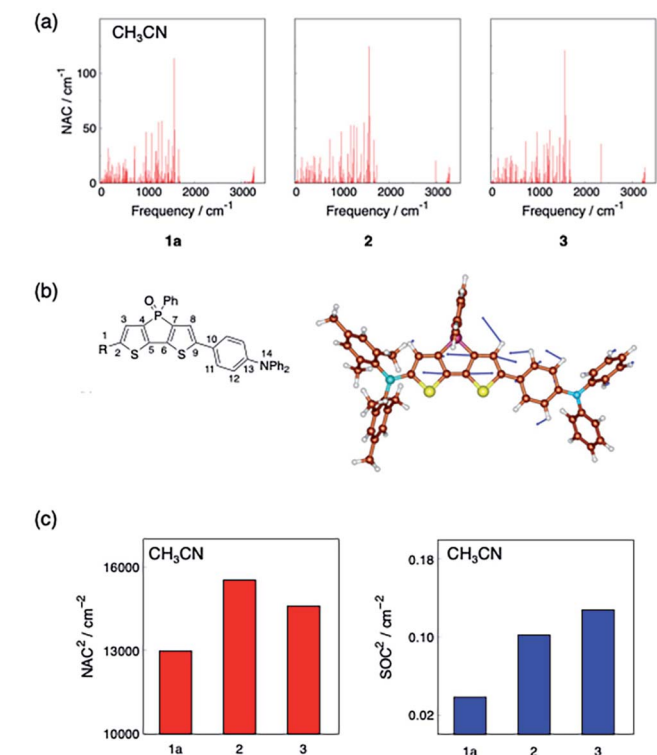 (a)
CH₃CN
NAC / cm⁻¹
100
50
0
0 1000 2000 3000
Frequency / cm⁻¹
1a
0 1000 2000 3000
Frequency / cm⁻¹
2
0 1000 2000 3000
Frequency / cm⁻¹
3
(b)
O Ph
P
1 2 3 4 5 6 7 8 9 10 11 12 13 14
R
S S
NPh₂
(c)
CH₃CN
NAC² / cm⁻²
16000
13000
10000
1a 2 3
CH₃CN
SOC² / cm⁻²
0.18
0.10
0.02
1a 2 3